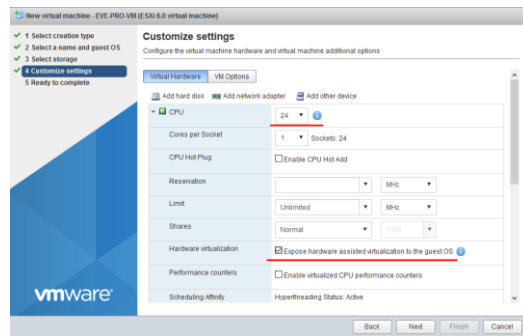 New virtual machine - EVE-PRO-VM (ESXi 6.0 virtual machine)
1 Select creation type
2 Select a name and guest OS
3 Select storage
4 Customize settings
5 Ready to complete
Customize settings
Configure the virtual machine hardware and virtual machine additional options
Virtual Hardware VM Options
Add hard disk Add network adapter Add other device
CPU 24
Cores per Socket 1 Sockets: 24
CPU Hot Plug Enable CPU Hot Add
Reservation MHz
Limit Unlimited MHz
Shares Normal 1000
Hardware virtualization Expose hardware assisted virtualization to the guest OS
Performance counters Enable virtualized CPU performance counters
Scheduling Affinity Hyperthreading Status: Active
vmware
Back Next Finish Cancel